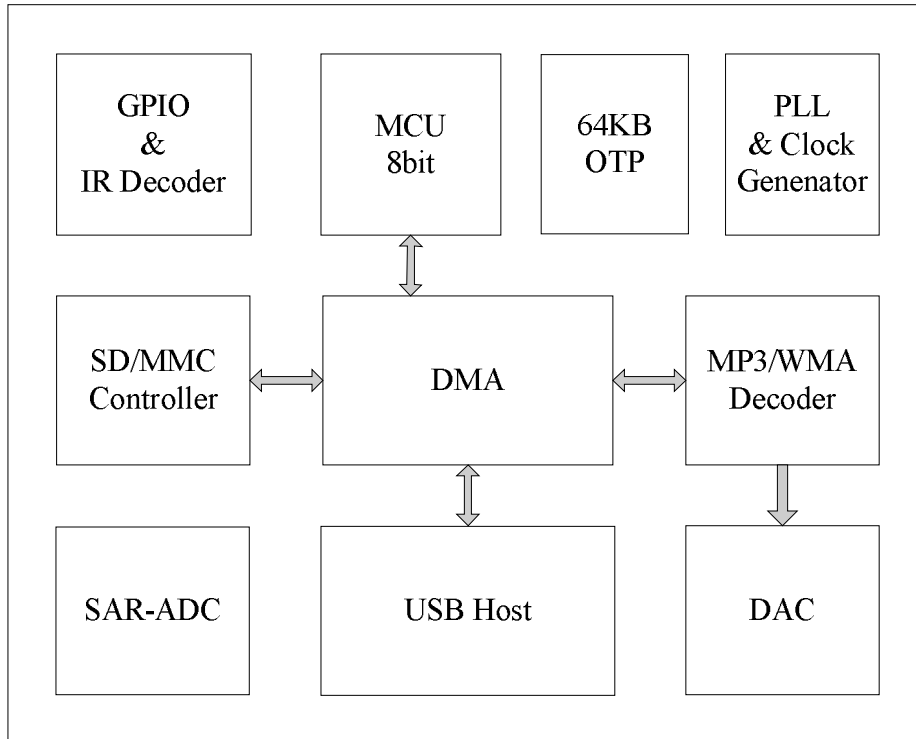 GPIO
&
IR Decoder
MCU
8bit
64KB
OTP
PLL
& Clock
Genenator
SD/MMC
Controller
DMA
MP3/WMA
Decoder
SAR-ADC
USB Host
DAC